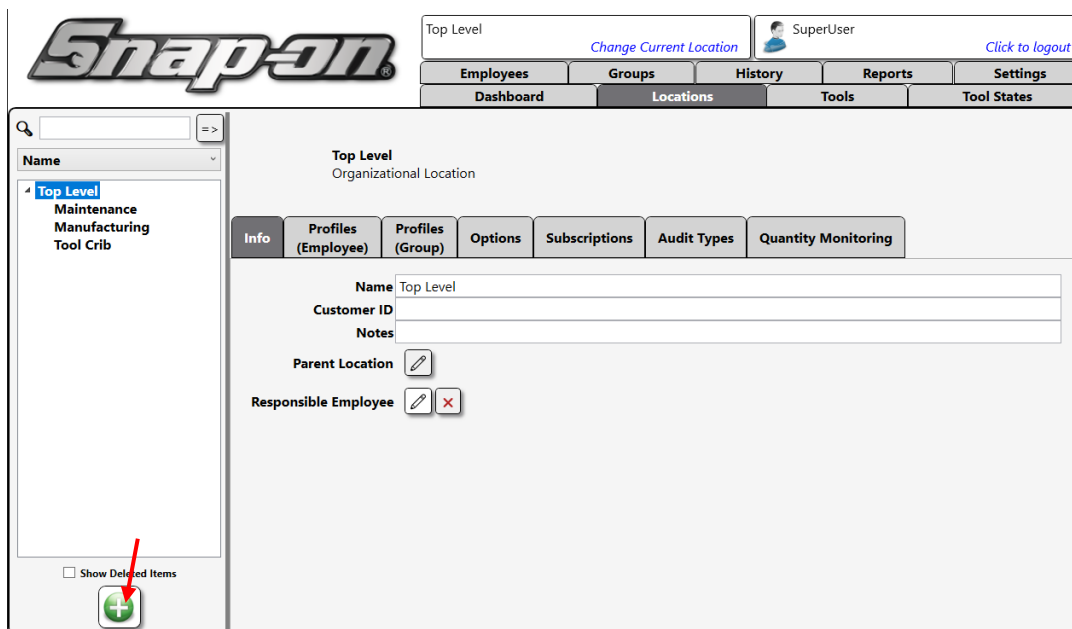 Snap-on®
Top Level
Change Current Location
SuperUser
Click to logout
Employees Groups History Reports Settings
Dashboard Locations Tools Tool States
=>
Name
Top Level
Maintenance
Manufacturing
Tool Crib
Show Deleted Items
Top Level
Organizational Location
Info Profiles (Employee) Profiles (Group) Options Subscriptions Audit Types Quantity Monitoring
Name Top Level
Customer ID
Notes
Parent Location
Responsible Employee